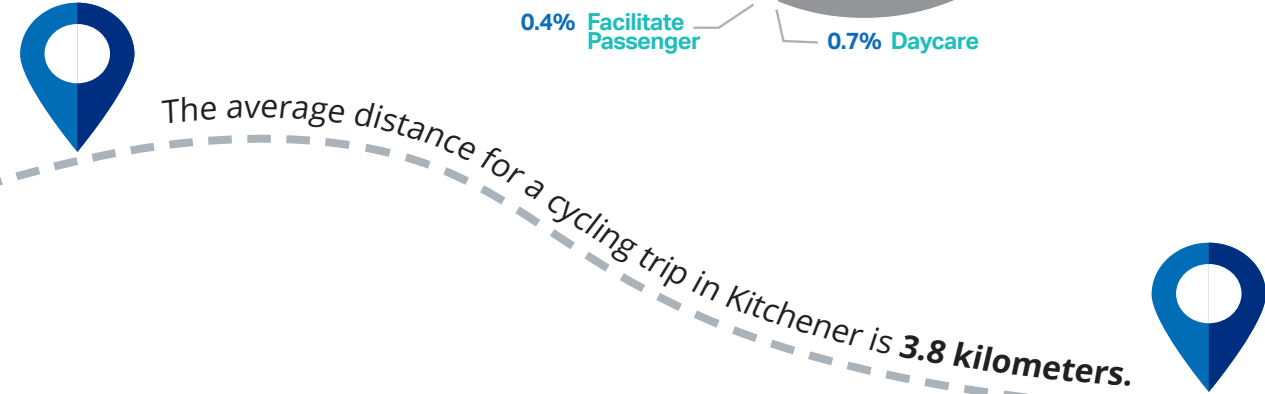 0.4% Facilitate
Passenger
0.7% Daycare
The average distance for a cycling trip in Kitchener is 3.8 kilometers.